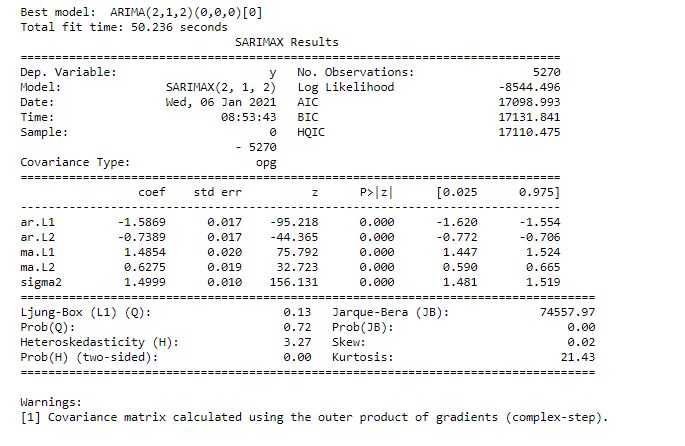 Best model:  ARIMA(2,1,2)(0,0,0)[0]
Total fit time: 50.236 seconds
SARIMAX Results
==============================================================================
Dep. Variable:                      y   No. Observations:                 5270
Model:               SARIMAX(2, 1, 2)   Log Likelihood               -8544.496
Date:                Wed, 06 Jan 2021   AIC                          17098.993
Time:                        08:53:43   BIC                          17131.841
Sample:                             0   HQIC                         17110.475
- 5270
Covariance Type:                  opg
==============================================================================
coef    std err          z      P>|z|      [0.025      0.975]
------------------------------------------------------------------------------
ar.L1         -1.5869      0.017    -95.218      0.000      -1.620      -1.554
ar.L2         -0.7389      0.017    -44.365      0.000      -0.772      -0.706
ma.L1          1.4854      0.020     75.792      0.000       1.447       1.524
ma.L2          0.6275      0.019     32.723      0.000       0.590       0.665
sigma2         1.4999      0.010    156.131      0.000       1.481       1.519
===================================================================================
Ljung-Box (L1) (Q):                   0.13   Jarque-Bera (JB):             74557.97
Prob(Q):                              0.72   Prob(JB):                         0.00
Heteroskedasticity (H):               3.27   Skew:                             0.02
Prob(H) (two-sided):                  0.00   Kurtosis:                        21.43
===================================================================================
Warnings:
[1] Covariance matrix calculated using the outer product of gradients (complex-step).